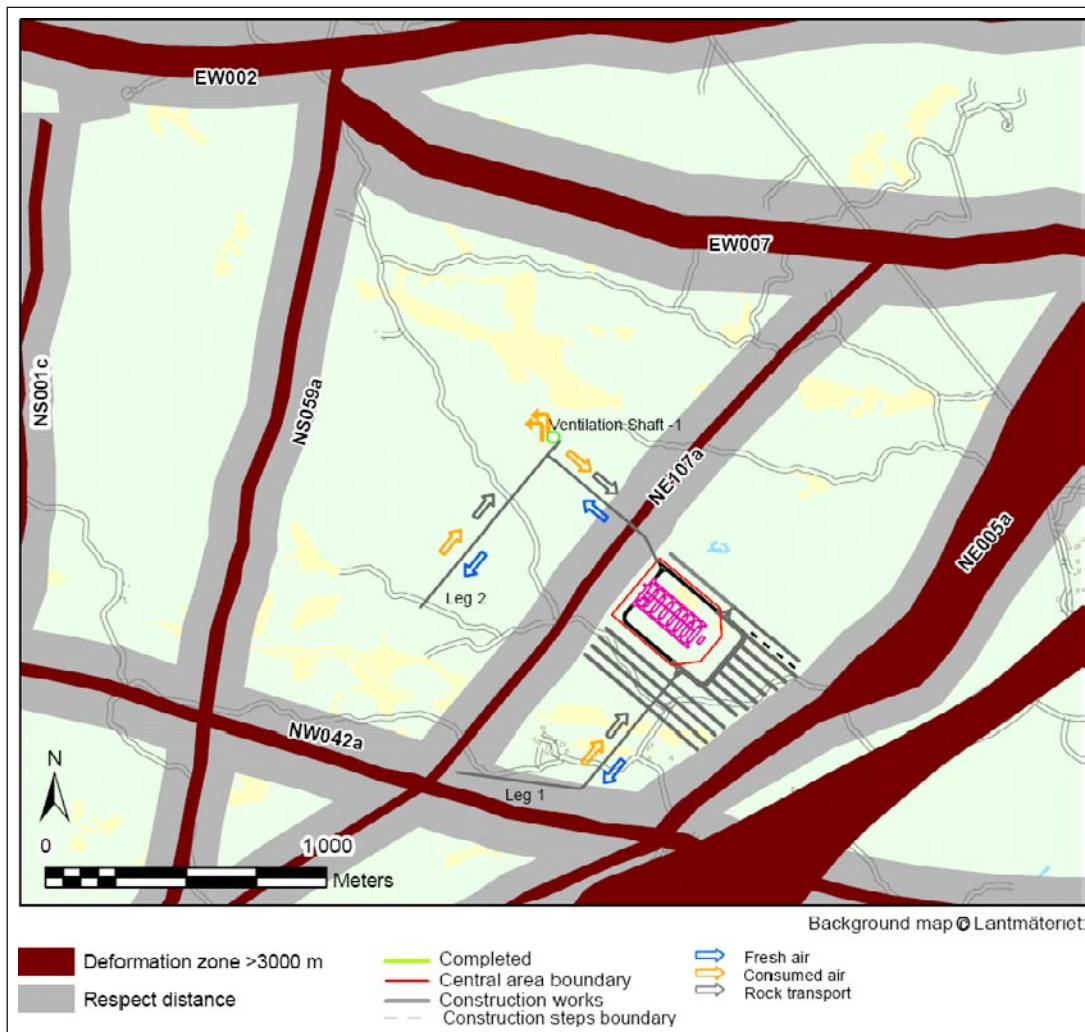 EW002
EW007
NS001c
NS059a
Ventilation Shaft -1
NE107a
NE005a
Leg 2
NW042a
Leg 1
N
0 1,000
Meters
Background map © Lantmäteriet
Deformation zone >3000 m
Respect distance
Completed
Central area boundary
Construction works
Construction steps boundary
Fresh air
Consumed air
Rock transport